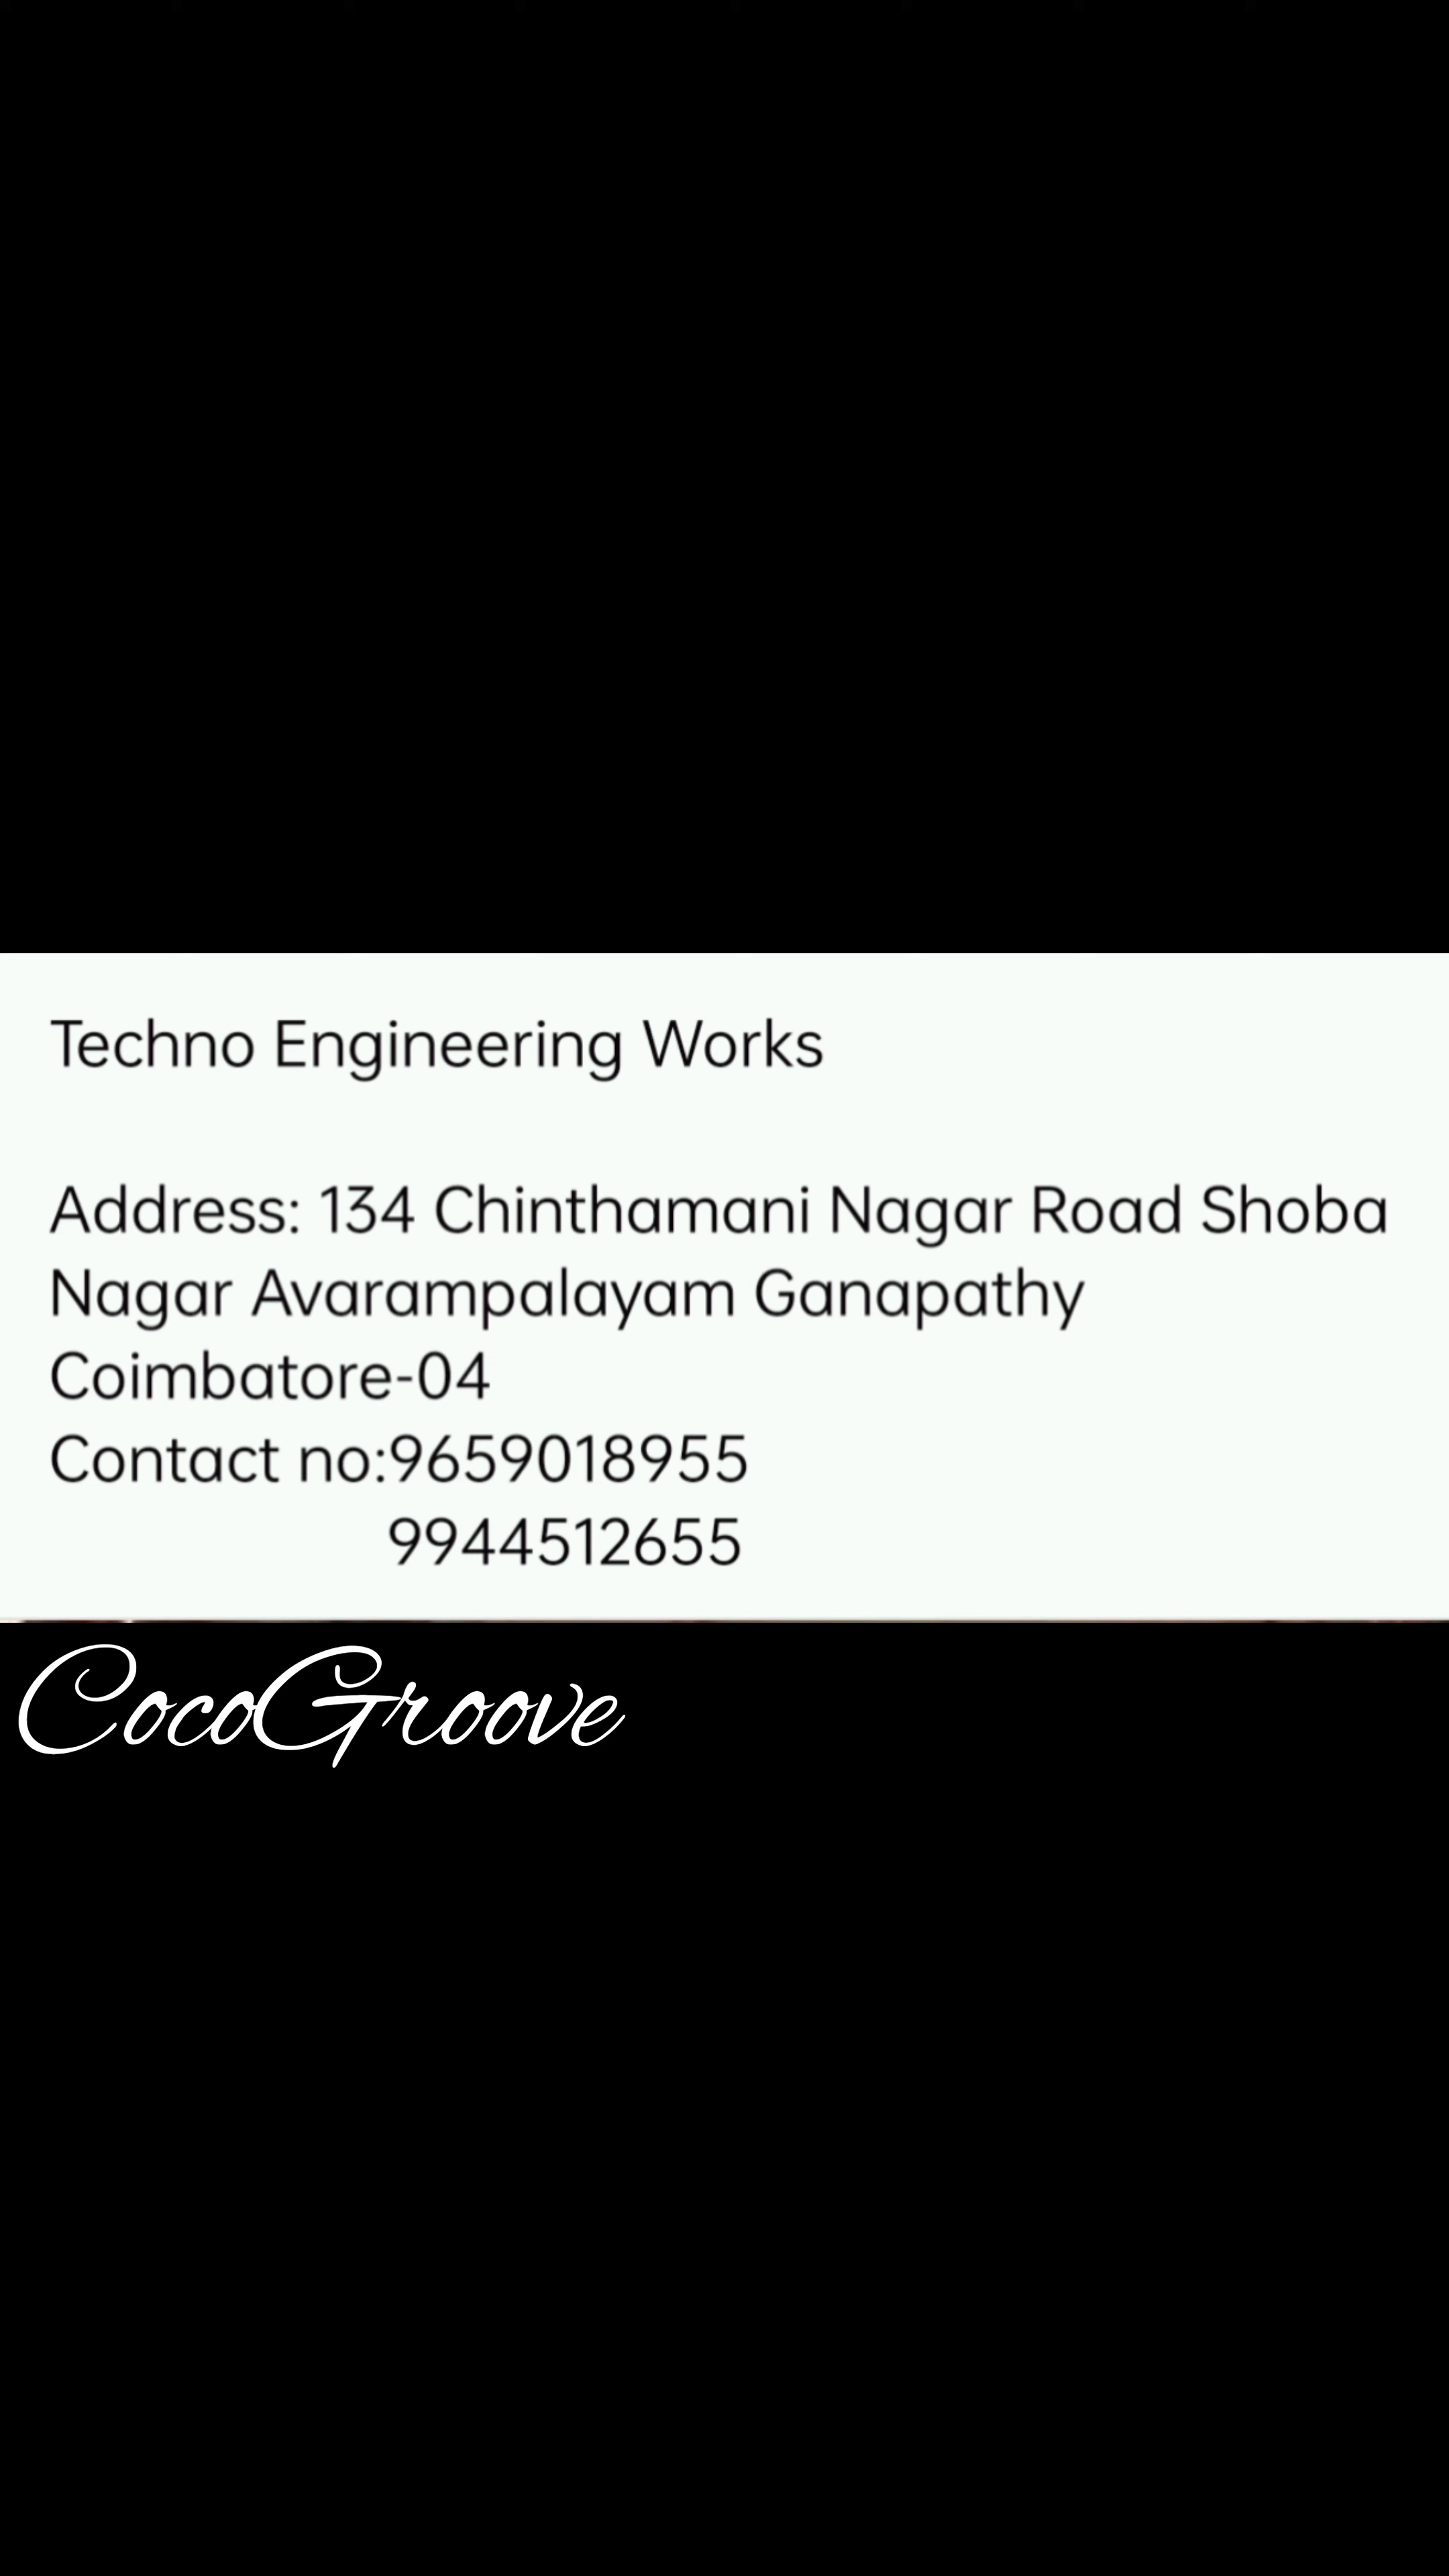 Techno Engineering Works
Address: 134 Chinthamani Nagar Road Shoba
Nagar Avarampalayam Ganapathy
Coimbatore-04
Contact no:9659018955
9944512655
CocoGroove